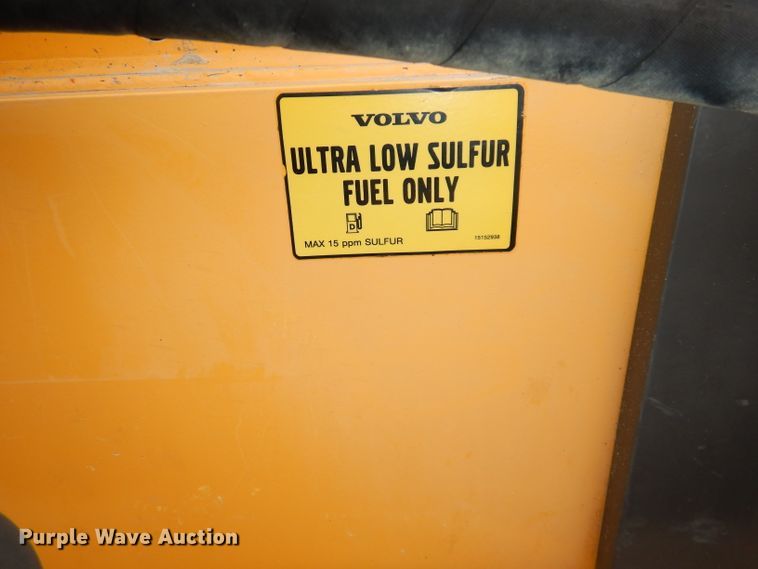 VOLVO
ULTRA LOW SULFUR
FUEL ONLY
D
MAX 15 ppm SULFUR 15152938
Purple Wave Auction